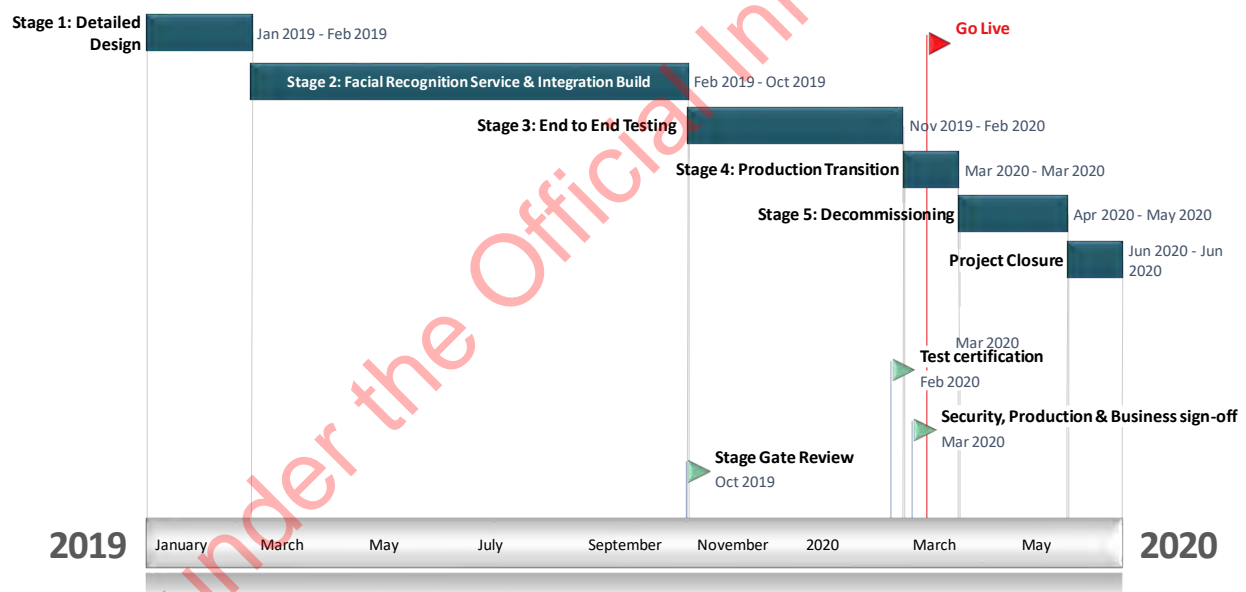 Stage 1: Detailed
Design
Jan 2019 - Feb 2019
Go Live
Stage 2: Facial Recognition Service & Integration Build
Feb 2019 - Oct 2019
Stage 3: End to End Testing
Nov 2019 - Feb 2020
Stage 4: Production Transition
Mar 2020 - Mar 2020
Stage 5: Decommissioning
Apr 2020 - May 2020
Project Closure
Jun 2020 - Jun
2020
Mar 2020
Test certification
Feb 2020
Security, Production & Business sign-off
Mar 2020
Stage Gate Review
Oct 2019
2019
January
March
May
July
September
November
2020
March
May
2020
under the Official In